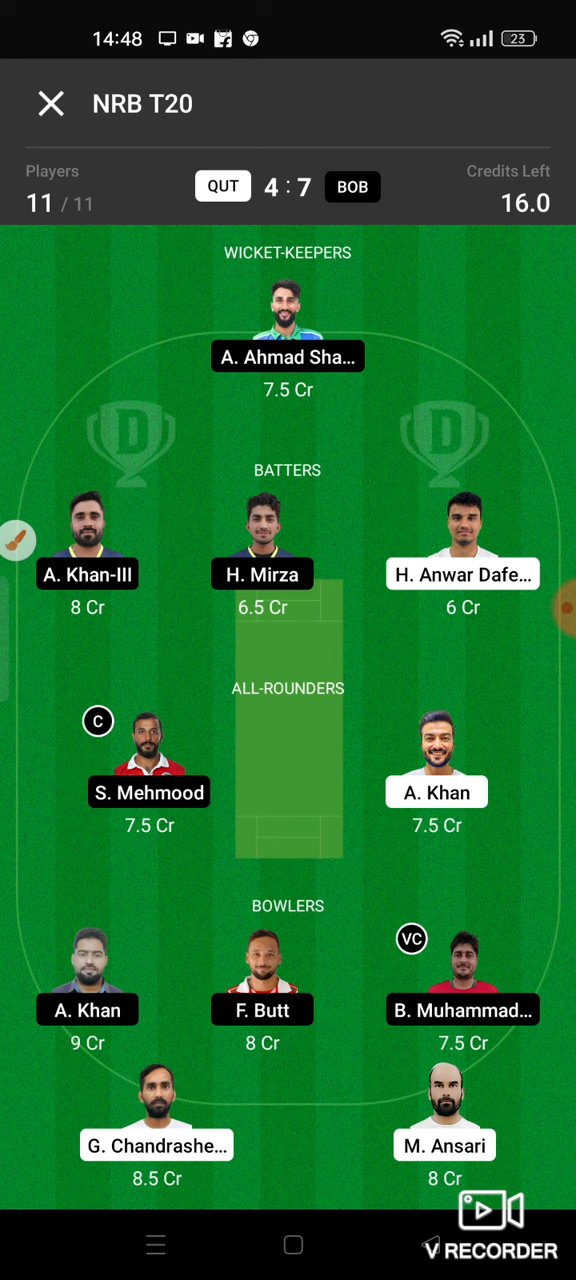 14:48
23
NRB T20
Players
Credits Left
11 / 11
QUT 4 : 7 BOB
16.0
WICKET-KEEPERS
A. Ahmad Sha...
7.5 Cr
D D
BATTERS
A. Khan-III H. Mirza H. Anwar Dafe...
8 Cr 6.5 Cr 6 Cr
ALL-ROUNDERS
C
S. Mehmood A. Khan
7.5 Cr 7.5 Cr
BOWLERS
VC
A. Khan F. Butt B. Muhammad...
9 Cr 8 Cr 7.5 Cr
G. Chandrashe... M. Ansari
8.5 Cr 8 Cr
V RECORDER